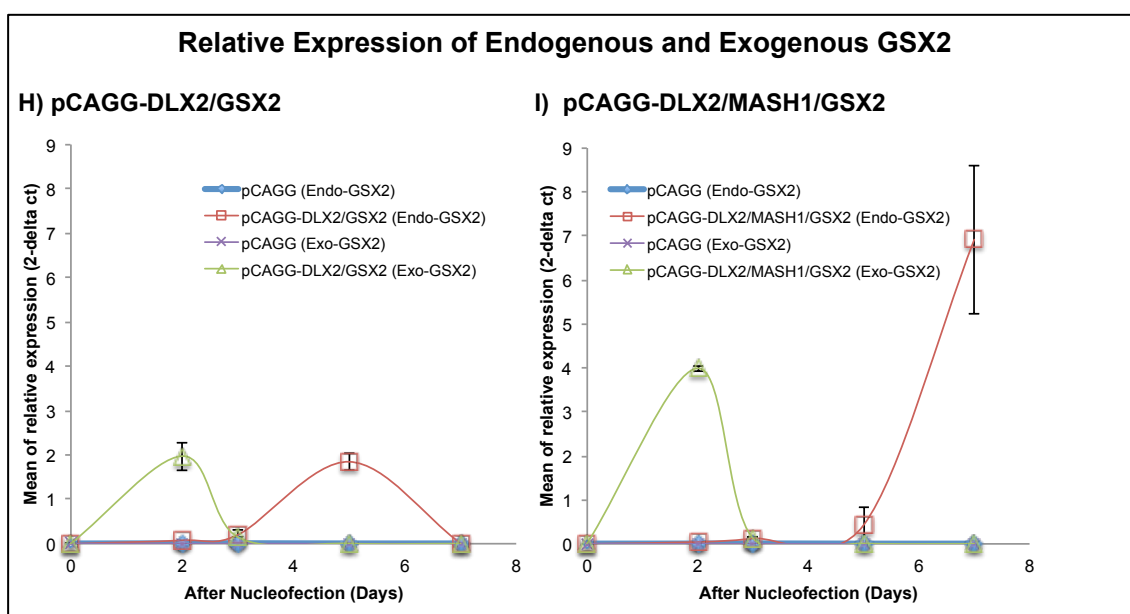 Relative Expression of Endogenous and Exogenous GSX2
H) pCAGG-DLX2/GSX2
Mean of relative expression (2-delta ct)
9
8
7
6
5
4
3
2
1
0
pCAGG (Endo-GSX2)
pCAGG-DLX2/GSX2 (Endo-GSX2)
pCAGG (Exo-GSX2)
pCAGG-DLX2/GSX2 (Exo-GSX2)
0 2 4 6 8
After Nucleofection (Days)
I) pCAGG-DLX2/MASH1/GSX2
Mean of relative expression (2-delta ct)
9
8
7
6
5
4
3
2
1
0
pCAGG (Endo-GSX2)
pCAGG-DLX2/MASH1/GSX2 (Endo-GSX2)
pCAGG (Exo-GSX2)
pCAGG-DLX2/MASH1/GSX2 (Exo-GSX2)
0 2 4 6 8
After Nucleofection (Days)